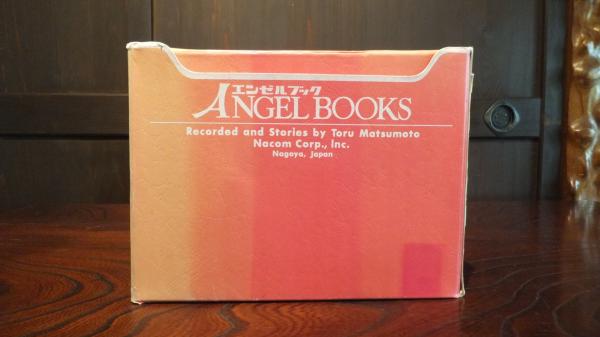 エンゼルブック
ANGEL BOOKS
Recorded and Stories by Toru Matsumoto
Nacom Corp., Inc.
Nagoya, Japan